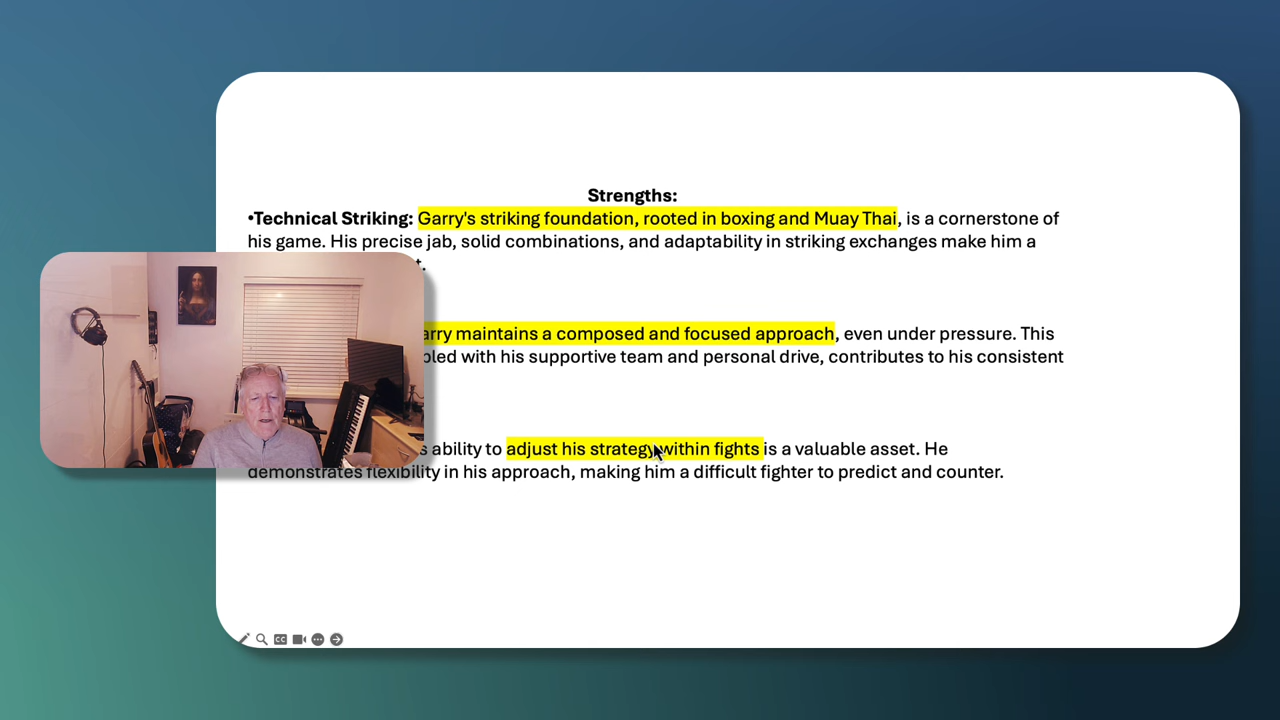 Strengths:
•Technical Striking: Garry's striking foundation, rooted in boxing and Muay Thai, is a cornerstone of
his game. His precise jab, solid combinations, and adaptability in striking exchanges make him a
arry maintains a composed and focused approach, even under pressure. This
pled with his supportive team and personal drive, contributes to his consistent
s ability to adjust his strategy within fights is a valuable asset. He
demonstrates flexibility in his approach, making him a difficult fighter to predict and counter.
CC